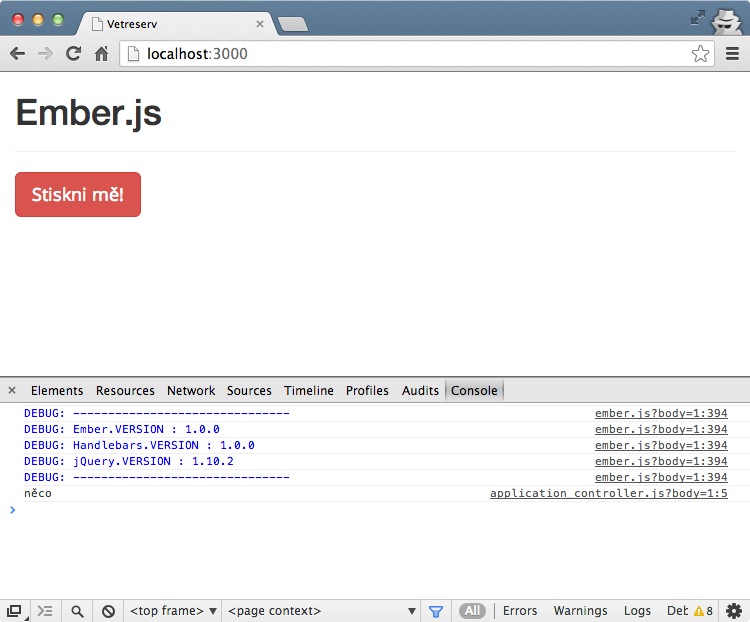 Vetreserv
localhost:3000
Ember.js
Stiskni mě!
Elements Resources Network Sources Timeline Profiles Audits Console
DEBUG: ------------------------------- ember.js?body=1:394
DEBUG: Ember.VERSION : 1.0.0 ember.js?body=1:394
DEBUG: Handlebars.VERSION : 1.0.0 ember.js?body=1:394
DEBUG: jQuery.VERSION : 1.10.2 ember.js?body=1:394
DEBUG: ------------------------------- ember.js?body=1:394
něco application_controller.js?body=1:5
<top frame> <page context> All Errors Warnings Logs Deb 8